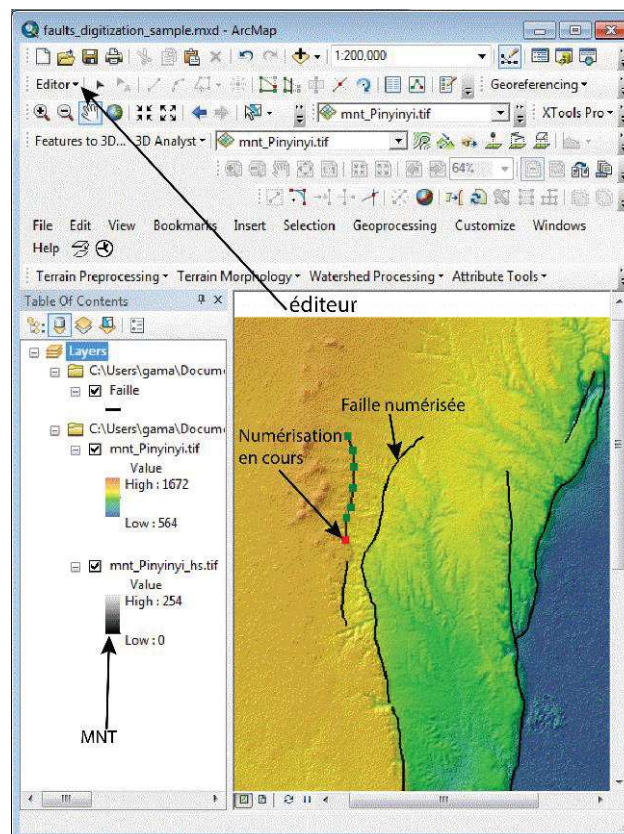 faults_digitization_sample.mxd - ArcMap
1:200,000
Editor
Georeferencing
mnt_Pinyinyi.tif
XTools Pro
Features to 3D... 3D Analyst
mnt_Pinyinyi.tif
64%
File Edit View Bookmarks Insert Selection Geoprocessing Customize Windows
Help
Terrain Preprocessing Terrain Morphology Watershed Processing Attribute Tools
Table Of Contents
éditeur
Layers
C:\Users\gama\Docume
Faille
C:\Users\gama\Docume
mnt_Pinyinyi.tif
Value
High : 1672
Low : 564
mnt_Pinyinyi_hs.tif
Value
High : 254
Low : 0
MNT
Faille numérisée
Numérisation
en cours